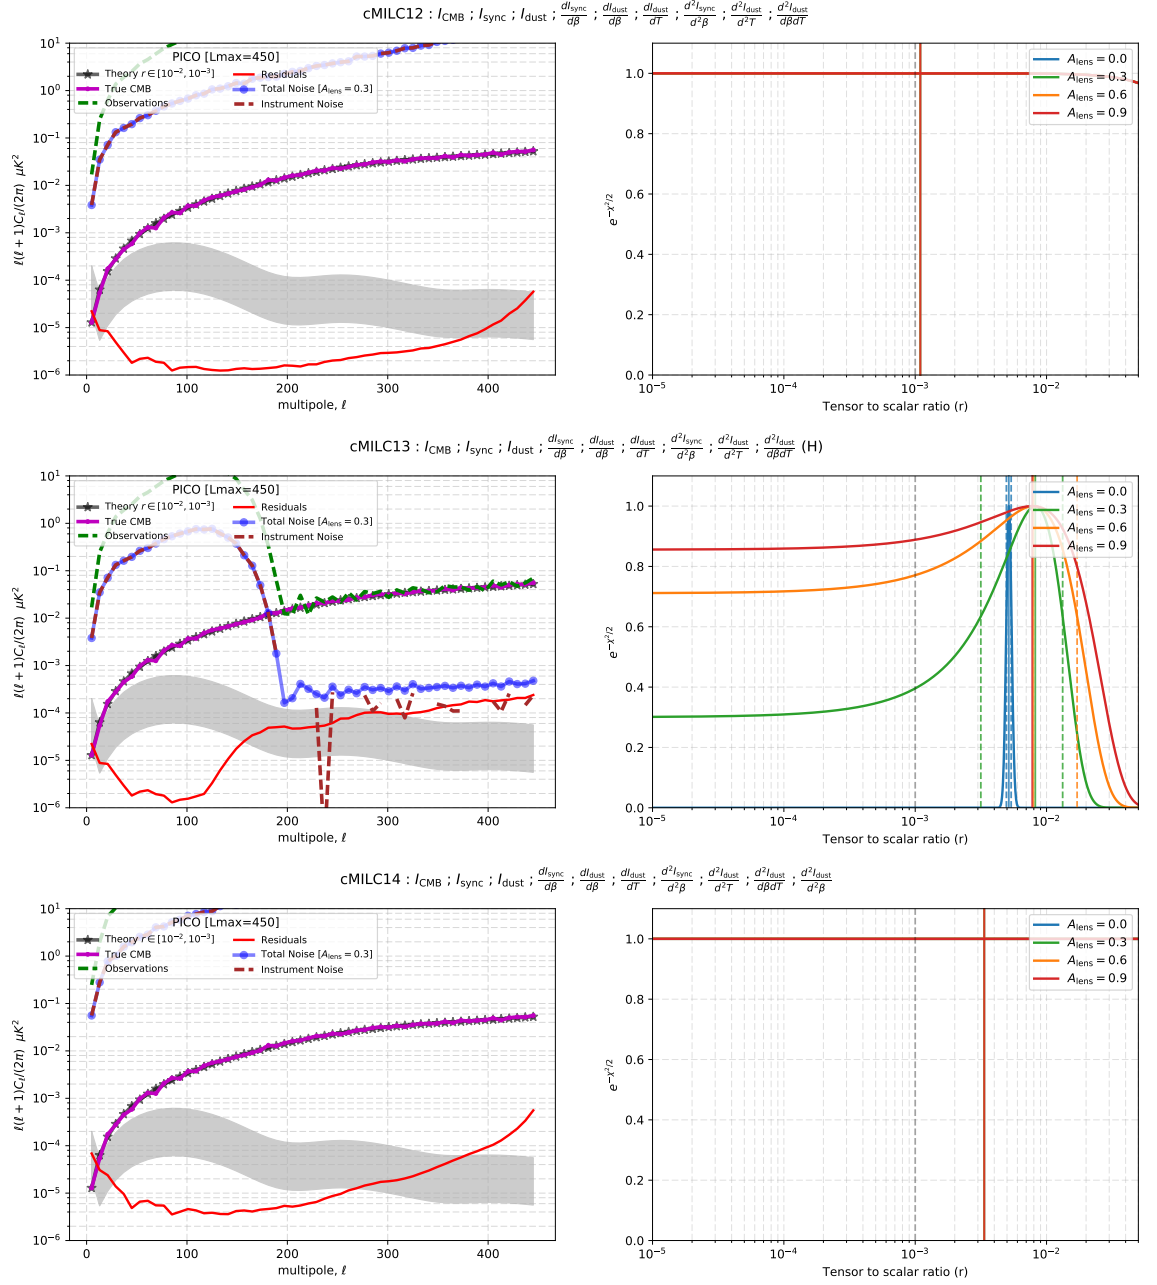 cMILC12 : I_CMB ; I_sync ; I_dust ; dI_sync/dβ ; dI_dust/dβ ; dI_dust/dT ; d²I_sync/d²β ; d²I_dust/d²T ; d²I_dust/dβdT
PICO [Lmax=450]
Theory r ∈ [10⁻², 10⁻³]
True CMB
Observations
Residuals
Total Noise [A_lens = 0.3]
Instrument Noise
ℓ(ℓ + 1)C_ℓ/(2π) μK²
10¹
10⁰
10⁻¹
10⁻²
10⁻³
10⁻⁴
10⁻⁵
10⁻⁶
0 100 200 300 400
multipole, ℓ
A_lens = 0.0
A_lens = 0.3
A_lens = 0.6
A_lens = 0.9
e^{−χ²/2}
1.0
0.8
0.6
0.4
0.2
0.0
10⁻⁵ 10⁻⁴ 10⁻³ 10⁻²
Tensor to scalar ratio (r)
cMILC13 : I_CMB ; I_sync ; I_dust ; dI_sync/dβ ; dI_dust/dβ ; dI_dust/dT ; d²I_sync/d²β ; d²I_dust/d²T ; d²I_dust/dβdT (H)
PICO [Lmax=450]
Theory r ∈ [10⁻², 10⁻³]
True CMB
Observations
Residuals
Total Noise [A_lens = 0.3]
Instrument Noise
ℓ(ℓ + 1)C_ℓ/(2π) μK²
10¹
10⁰
10⁻¹
10⁻²
10⁻³
10⁻⁴
10⁻⁵
10⁻⁶
0 100 200 300 400
multipole, ℓ
A_lens = 0.0
A_lens = 0.3
A_lens = 0.6
A_lens = 0.9
e^{−χ²/2}
1.0
0.8
0.6
0.4
0.2
0.0
10⁻⁵ 10⁻⁴ 10⁻³ 10⁻²
Tensor to scalar ratio (r)
cMILC14 : I_CMB ; I_sync ; I_dust ; dI_sync/dβ ; dI_dust/dβ ; dI_dust/dT ; d²I_sync/d²β ; d²I_dust/d²T ; d²I_dust/dβdT ; d²I_dust/d²β
PICO [Lmax=450]
Theory r ∈ [10⁻², 10⁻³]
True CMB
Observations
Residuals
Total Noise [A_lens = 0.3]
Instrument Noise
ℓ(ℓ + 1)C_ℓ/(2π) μK²
10¹
10⁰
10⁻¹
10⁻²
10⁻³
10⁻⁴
10⁻⁵
10⁻⁶
0 100 200 300 400
multipole, ℓ
A_lens = 0.0
A_lens = 0.3
A_lens = 0.6
A_lens = 0.9
e^{−χ²/2}
1.0
0.8
0.6
0.4
0.2
0.0
10⁻⁵ 10⁻⁴ 10⁻³ 10⁻²
Tensor to scalar ratio (r)